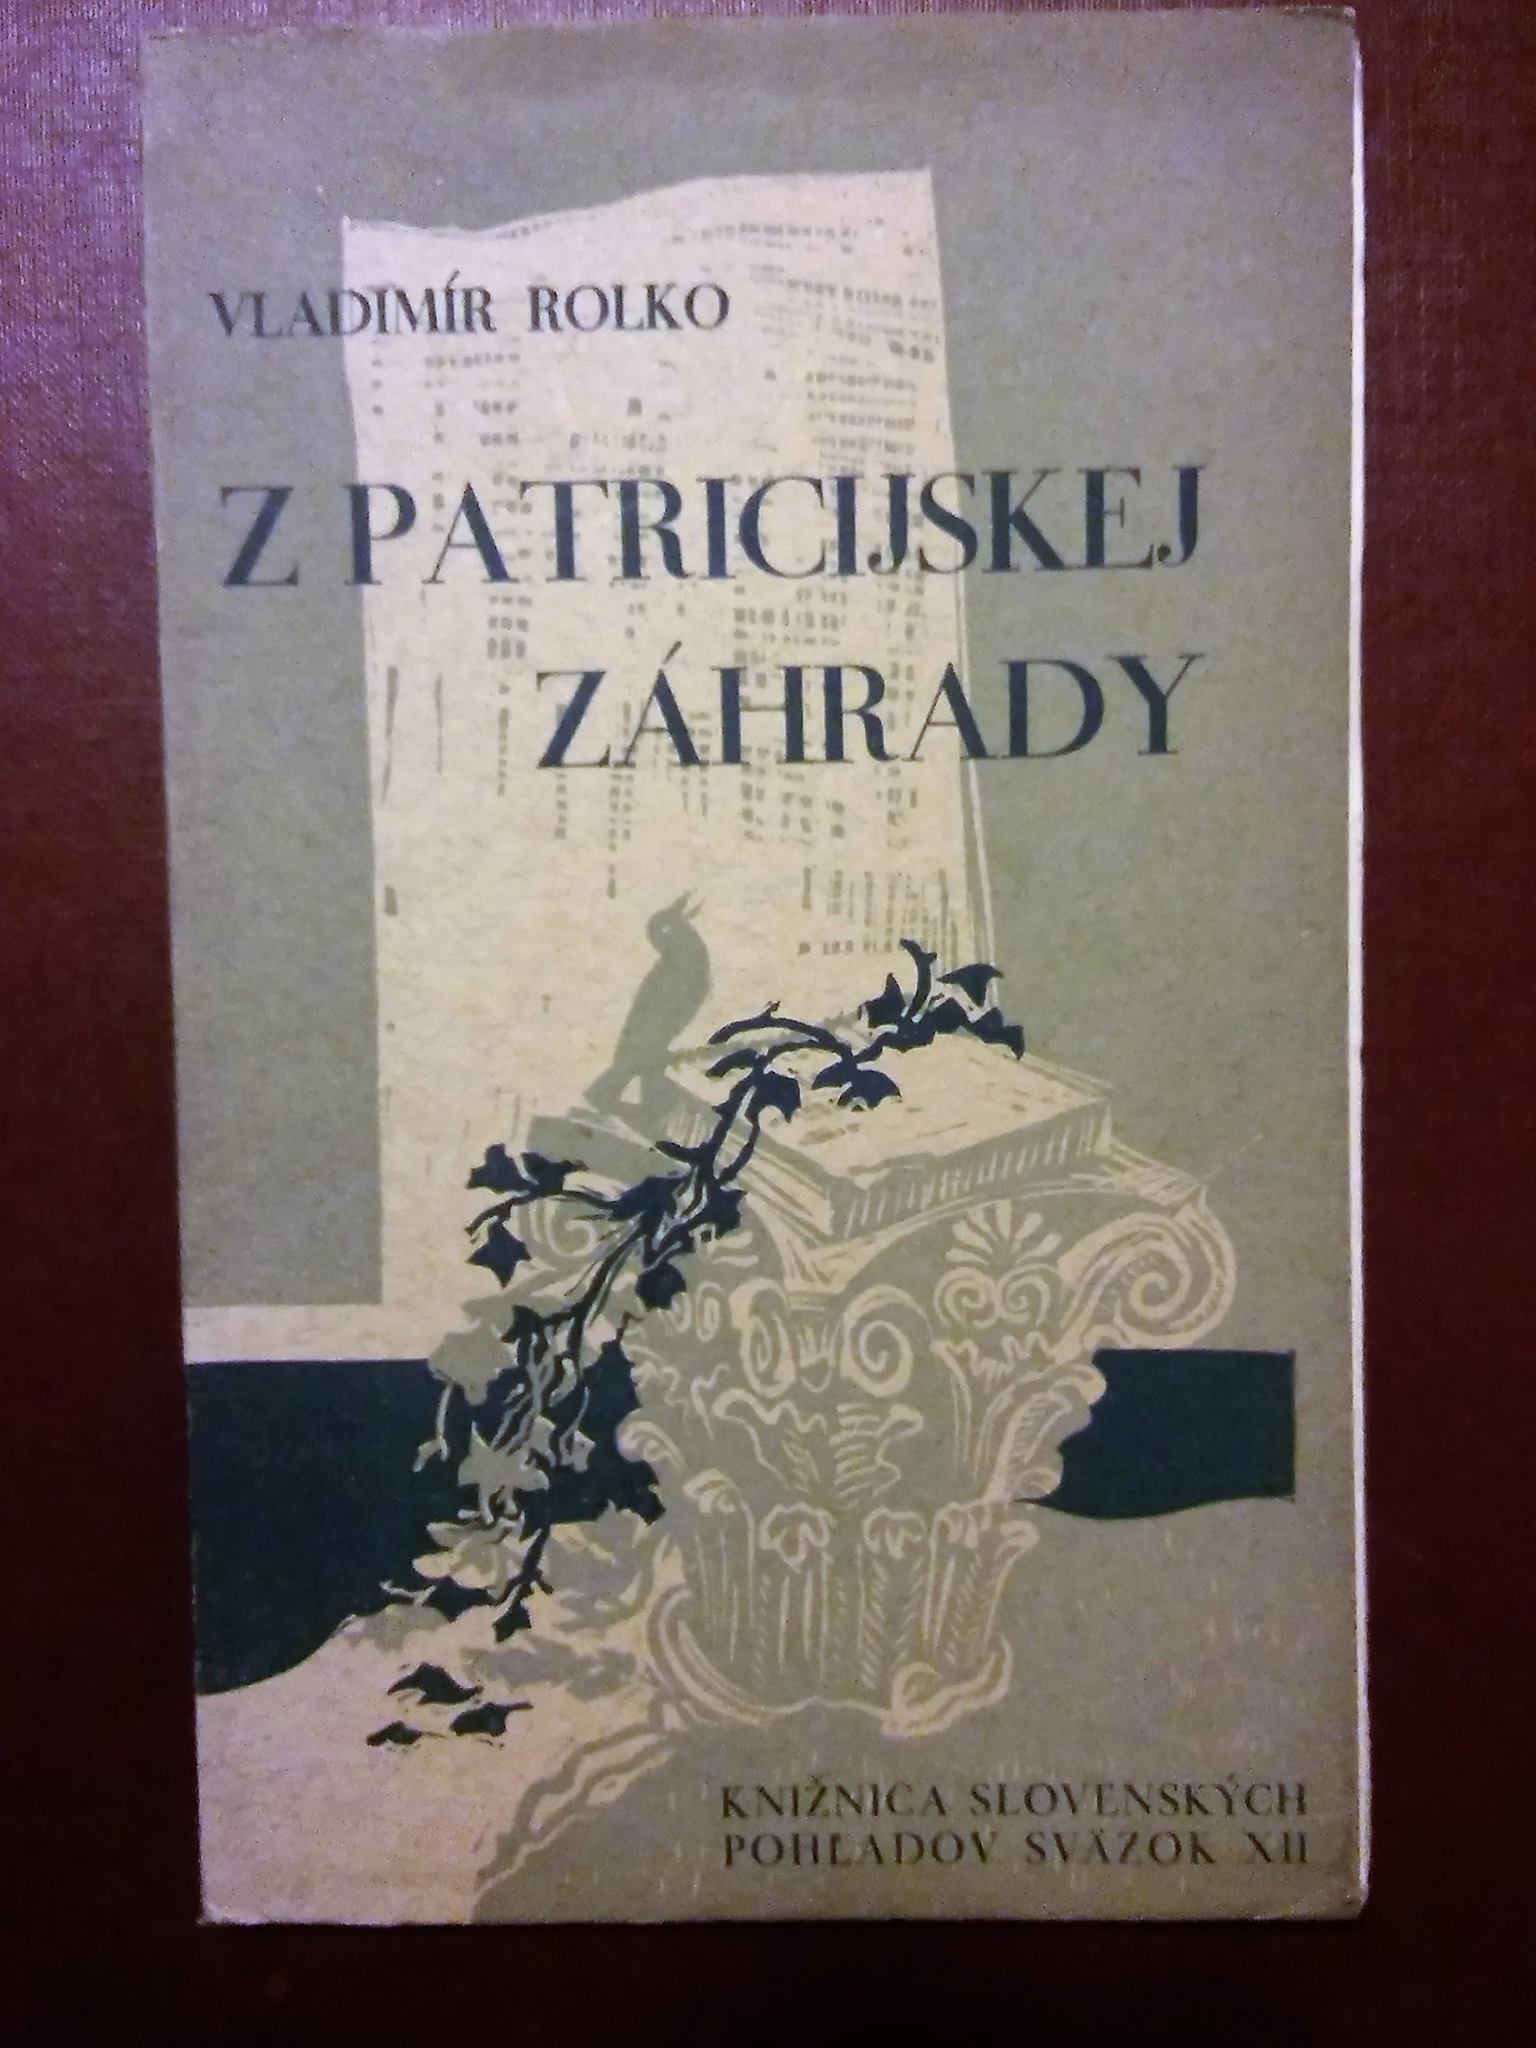 VLADIMÍR ROLKO
Z PATRICIJSKEJ
ZÁHRADY
KNIŽNICA SLOVENSKÝCH
POHĽADOV SVÄZOK XII